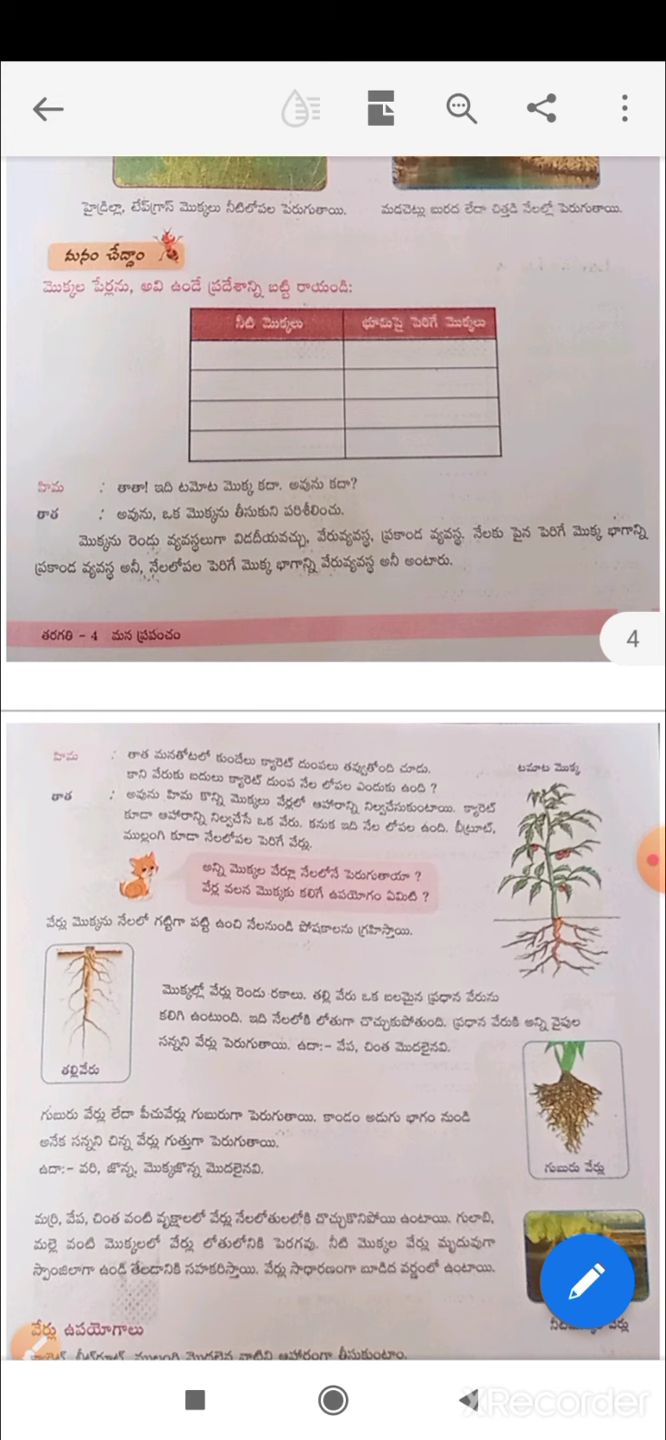 హైడ్రిల్లా, టేప్‌గ్రాస్ మొక్కలు నీటిలోపల పెరుగుతాయి.
మడచెట్లు బురద లేదా చిత్తడి నేలల్లో పెరుగుతాయి.
మనం చేద్దాం
మొక్కల పేర్లను, అవి ఉండే ప్రదేశాన్ని బట్టి రాయండి:
నీటి మొక్కలు
భూమిపై పెరిగే మొక్కలు
హిమ : తాతా! ఇది టమోట మొక్క కదా. అవును కదా?
తాత : అవును, ఒక మొక్కను తీసుకుని పరిశీలించు.
మొక్కను రెండు వ్యవస్థలుగా విడదీయవచ్చు, వేరువ్యవస్థ, ప్రకాండ వ్యవస్థ. నేలకు పైన పెరిగే మొక్క భాగాన్ని
ప్రకాండ వ్యవస్థ అనీ, నేలలోపల పెరిగే మొక్క భాగాన్ని వేరువ్యవస్థ అనీ అంటారు.
తరగతి - 4 మన ప్రపంచం
4
హిమ : తాత మనతోటలో కుందేలు క్యారెట్ దుంపలు తవ్వుతోంది చూడు.
కాని వేరుకు బదులు క్యారెట్ దుంప నేల లోపల ఎందుకు ఉంది ?
టమాట మొక్క
తాత : అవును హిమ కొన్ని మొక్కలు వేర్లలో ఆహారాన్ని నిల్వచేసుకుంటాయి. క్యారెట్
కూడా ఆహారాన్ని నిల్వచేసే ఒక వేరు. కనుక ఇది నేల లోపల ఉంది. బీట్రూట్,
ముల్లంగి కూడా నేలలోపల పెరిగే వేర్లు.
అన్ని మొక్కల వేర్లూ నేలలోనే పెరుగుతాయా ?
వేర్ల వలన మొక్కకు కలిగే ఉపయోగం ఏమిటి ?
వేర్లు మొక్కను నేలలో గట్టిగా పట్టి ఉంచి నేలనుండి పోషకాలను గ్రహిస్తాయి.
మొక్కల్లో వేర్లు రెండు రకాలు. తల్లి వేరు ఒక బలమైన ప్రధాన వేరును
కలిగి ఉంటుంది. ఇది నేలలోకి లోతుగా చొచ్చుకుపోతుంది. ప్రధాన వేరుకి అన్ని వైపుల
సన్నని వేర్లు పెరుగుతాయి. ఉదా:- వేప, చింత మొదలైనవి.
తల్లివేరు
గుబురు వేర్లు లేదా పీచువేర్లు గుబురుగా పెరుగుతాయి. కాండం అడుగు భాగం నుండి
అనేక సన్నని చిన్న వేర్లు గుత్తుగా పెరుగుతాయి.
ఉదా:- వరి, జొన్న, మొక్కజొన్న మొదలైనవి.
గుబురు వేర్లు
మర్రి, వేప, చింత వంటి వృక్షాలలో వేర్లు నేలలోతులలోకి చొచ్చుకొనిపోయి ఉంటాయి. గులాబి,
మల్లె వంటి మొక్కలలో వేర్లు లోతులోనికి పెరగవు. నీటి మొక్కల వేర్లు మృదువుగా
స్పాంజిలాగా ఉండి తేలడానికి సహకరిస్తాయి. వేర్లు సాధారణంగా బూడిద వర్ణంలో ఉంటాయి.
వేర్లు
వేర్లు ఉపయోగాలు
XRecorder